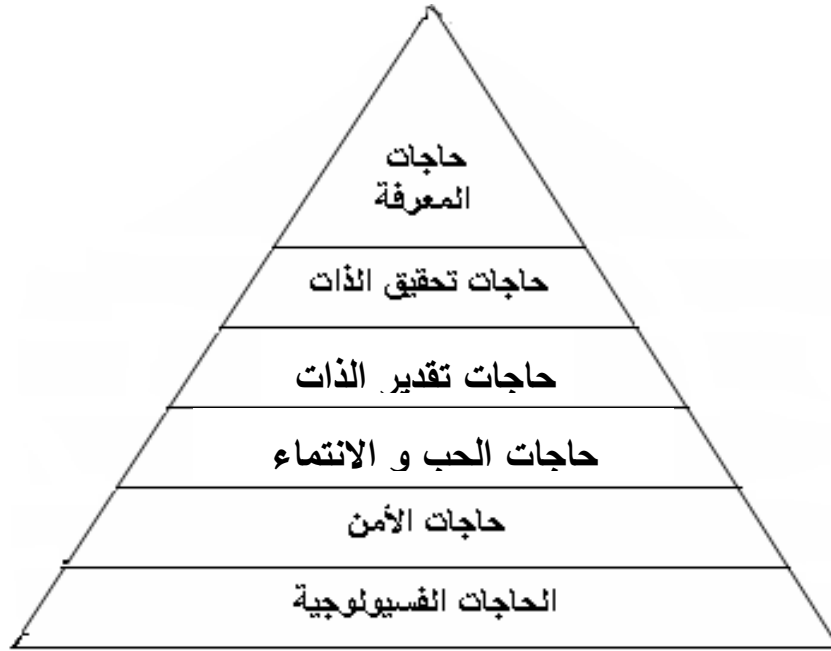 حاجات
المعرفة
حاجات تحقيق الذات
حاجات تقدير الذات
حاجات الحب و الانتماء
حاجات الأمن
الحاجات الفسيولوجية